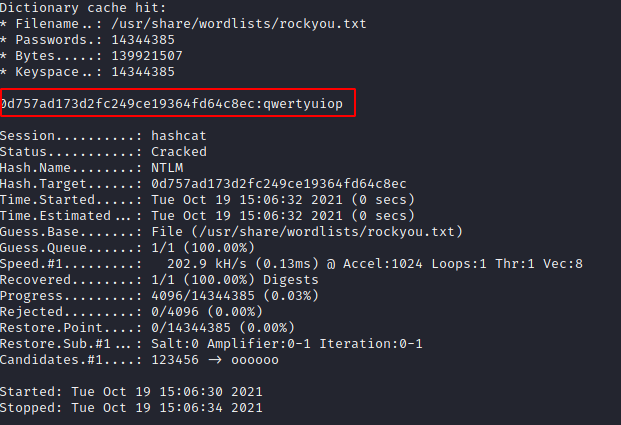 Dictionary cache hit:
* Filename..: /usr/share/wordlists/rockyou.txt
* Passwords.: 14344385
* Bytes.....: 139921507
* Keyspace..: 14344385
0d757ad173d2fc249ce19364fd64c8ec:qwertyuiop
Session..........: hashcat
Status...........: Cracked
Hash.Name........: NTLM
Hash.Target......: 0d757ad173d2fc249ce19364fd64c8ec
Time.Started.....: Tue Oct 19 15:06:32 2021 (0 secs)
Time.Estimated...: Tue Oct 19 15:06:32 2021 (0 secs)
Guess.Base.......: File (/usr/share/wordlists/rockyou.txt)
Guess.Queue......: 1/1 (100.00%)
Speed.#1.........:   202.9 kH/s (0.13ms) @ Accel:1024 Loops:1 Thr:1 Vec:8
Recovered........: 1/1 (100.00%) Digests
Progress.........: 4096/14344385 (0.03%)
Rejected.........: 0/4096 (0.00%)
Restore.Point....: 0/14344385 (0.00%)
Restore.Sub.#1...: Salt:0 Amplifier:0-1 Iteration:0-1
Candidates.#1....: 123456 -> oooooo
Started: Tue Oct 19 15:06:30 2021
Stopped: Tue Oct 19 15:06:34 2021